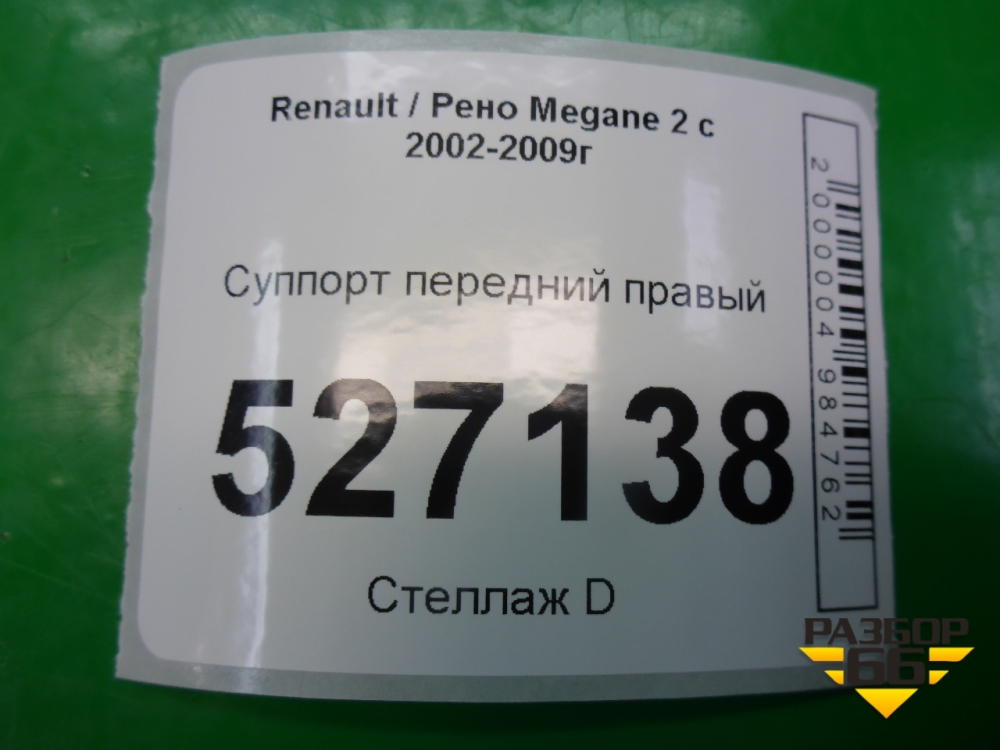 Renault / Рено Megane 2 с
2002-2009г
Суппорт передний правый
527138
Стеллаж D
2000004984762
РАЗБОР
66